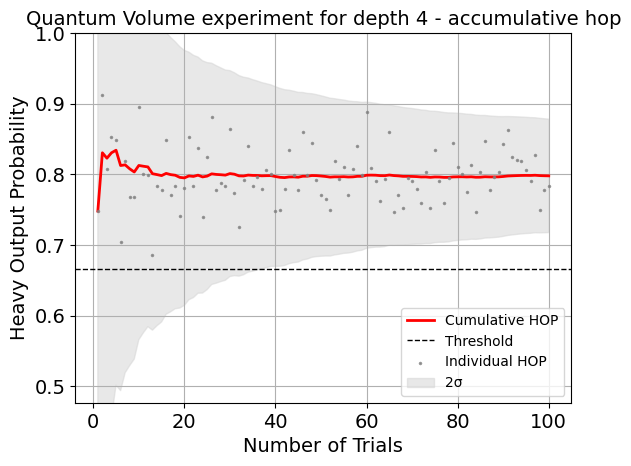 Quantum Volume experiment for depth 4 - accumulative hop
1.0
0.9
0.8
0.7
0.6
0.5
Heavy Output Probability
Cumulative HOP
Threshold
Individual HOP
2σ
0 20 40 60 80 100
Number of Trials